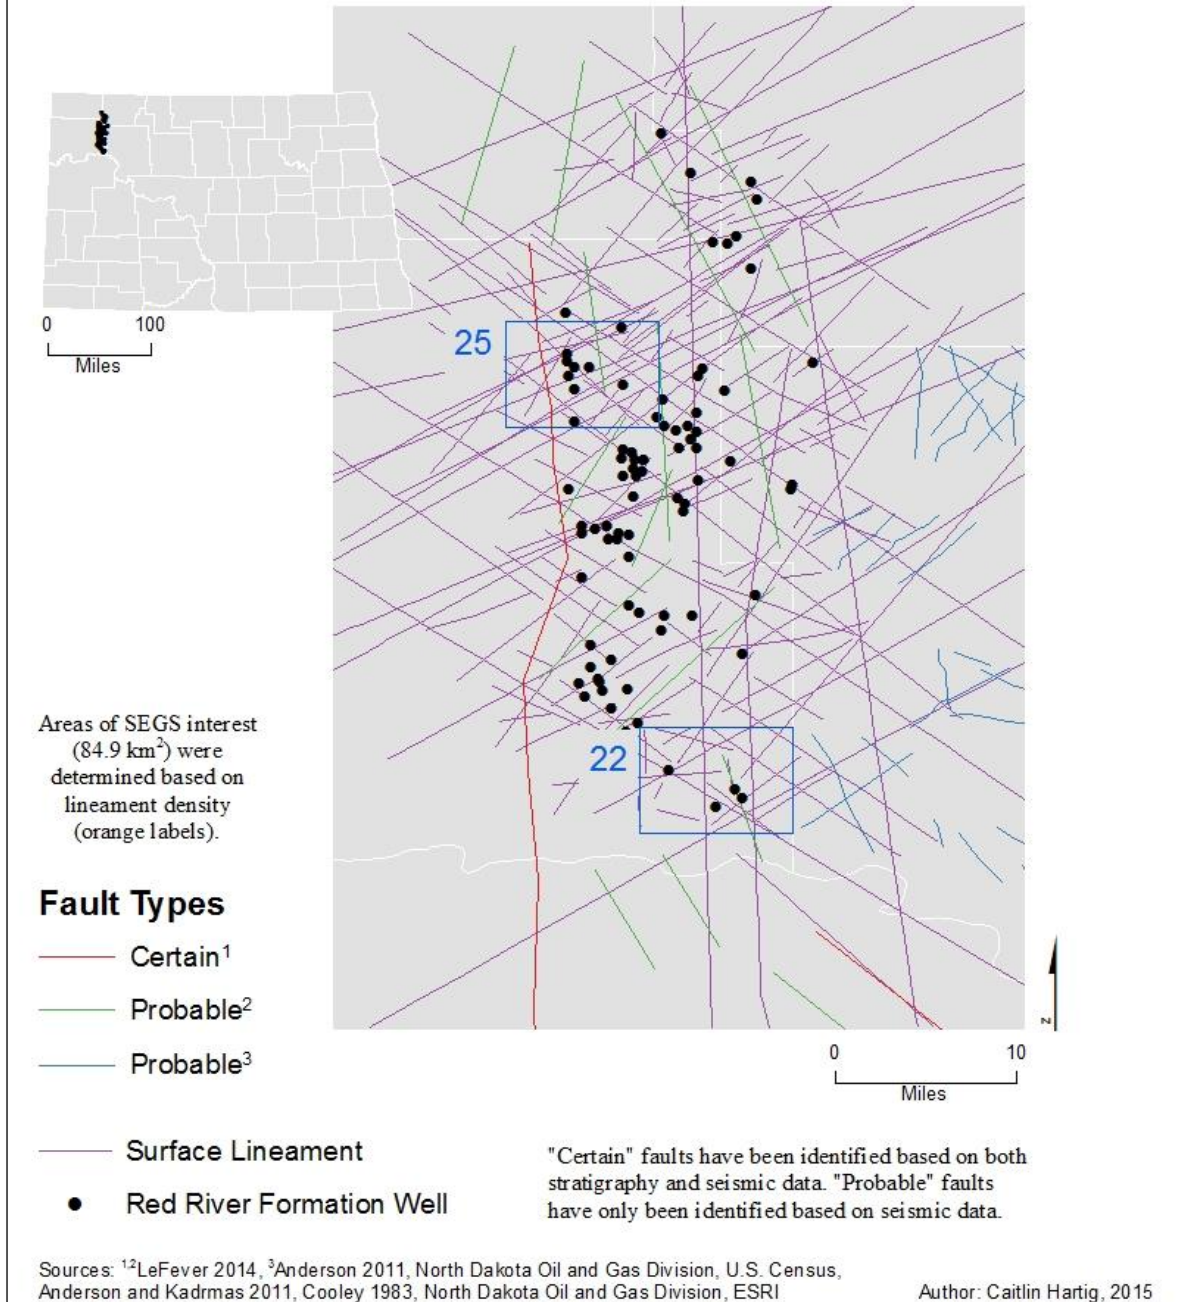 25
0 100
Miles
22
Areas of SEGS interest
(84.9 km²) were
determined based on
lineament density
(orange labels).
Fault Types
Certain¹
Probable²
Probable³
Surface Lineament
Red River Formation Well
z
0 10
Miles
"Certain" faults have been identified based on both
stratigraphy and seismic data. "Probable" faults
have only been identified based on seismic data.
Sources: ¹,²LeFever 2014, ³Anderson 2011, North Dakota Oil and Gas Division, U.S. Census,
Anderson and Kadrmas 2011, Cooley 1983, North Dakota Oil and Gas Division, ESRI
Author: Caitlin Hartig, 2015